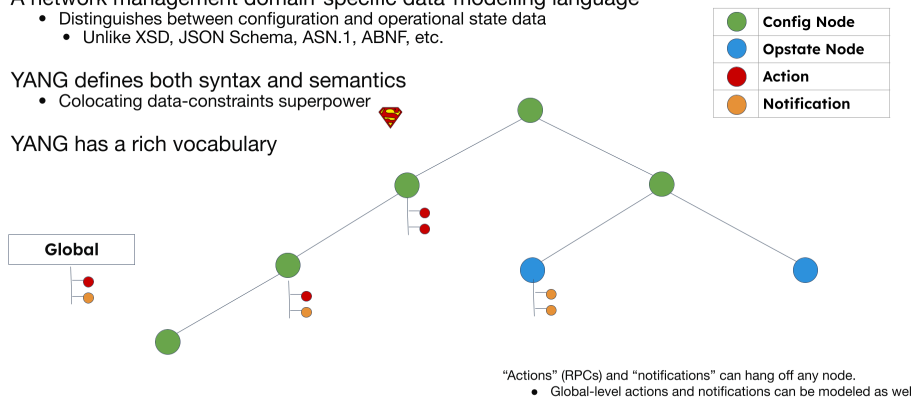 A network management domain-specific data-modelling language
• Distinguishes between configuration and operational state data
• Unlike XSD, JSON Schema, ASN.1, ABNF, etc.
YANG defines both syntax and semantics
• Colocating data-constraints superpower
YANG has a rich vocabulary
Config Node
Opstate Node
Action
Notification
Global
“Actions” (RPCs) and “notifications” can hang off any node.
• Global-level actions and notifications can be modeled as wel